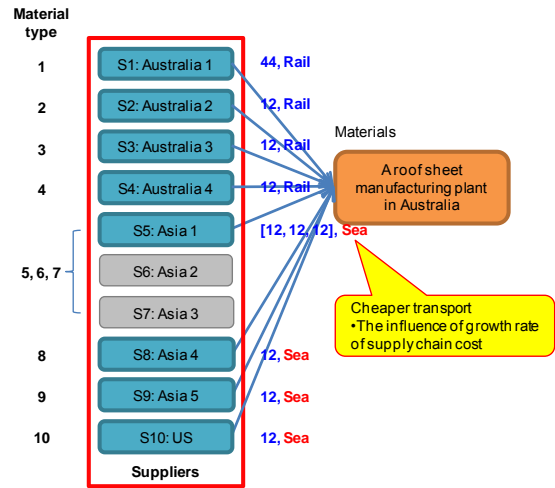 Material
type
1
S1: Australia 1
44, Rail
2
S2: Australia 2
12, Rail
3
S3: Australia 3
12, Rail
Materials
4
S4: Australia 4
12, Rail
A roof sheet
manufacturing plant
in Australia
S5: Asia 1
[12, 12, 12], Sea
5, 6, 7
S6: Asia 2
S7: Asia 3
Cheaper transport
•The influence of growth rate
of supply chain cost
8
S8: Asia 4
12, Sea
9
S9: Asia 5
12, Sea
10
S10: US
12, Sea
Suppliers